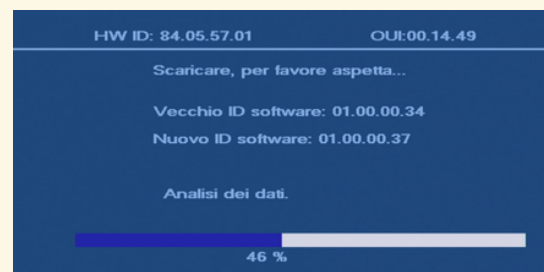 HW ID: 84.05.57.01 OUI:00.14.49
Scaricare, per favore aspetta...
Vecchio ID software: 01.00.00.34
Nuovo ID software: 01.00.00.37
Analisi dei dati.
46 %